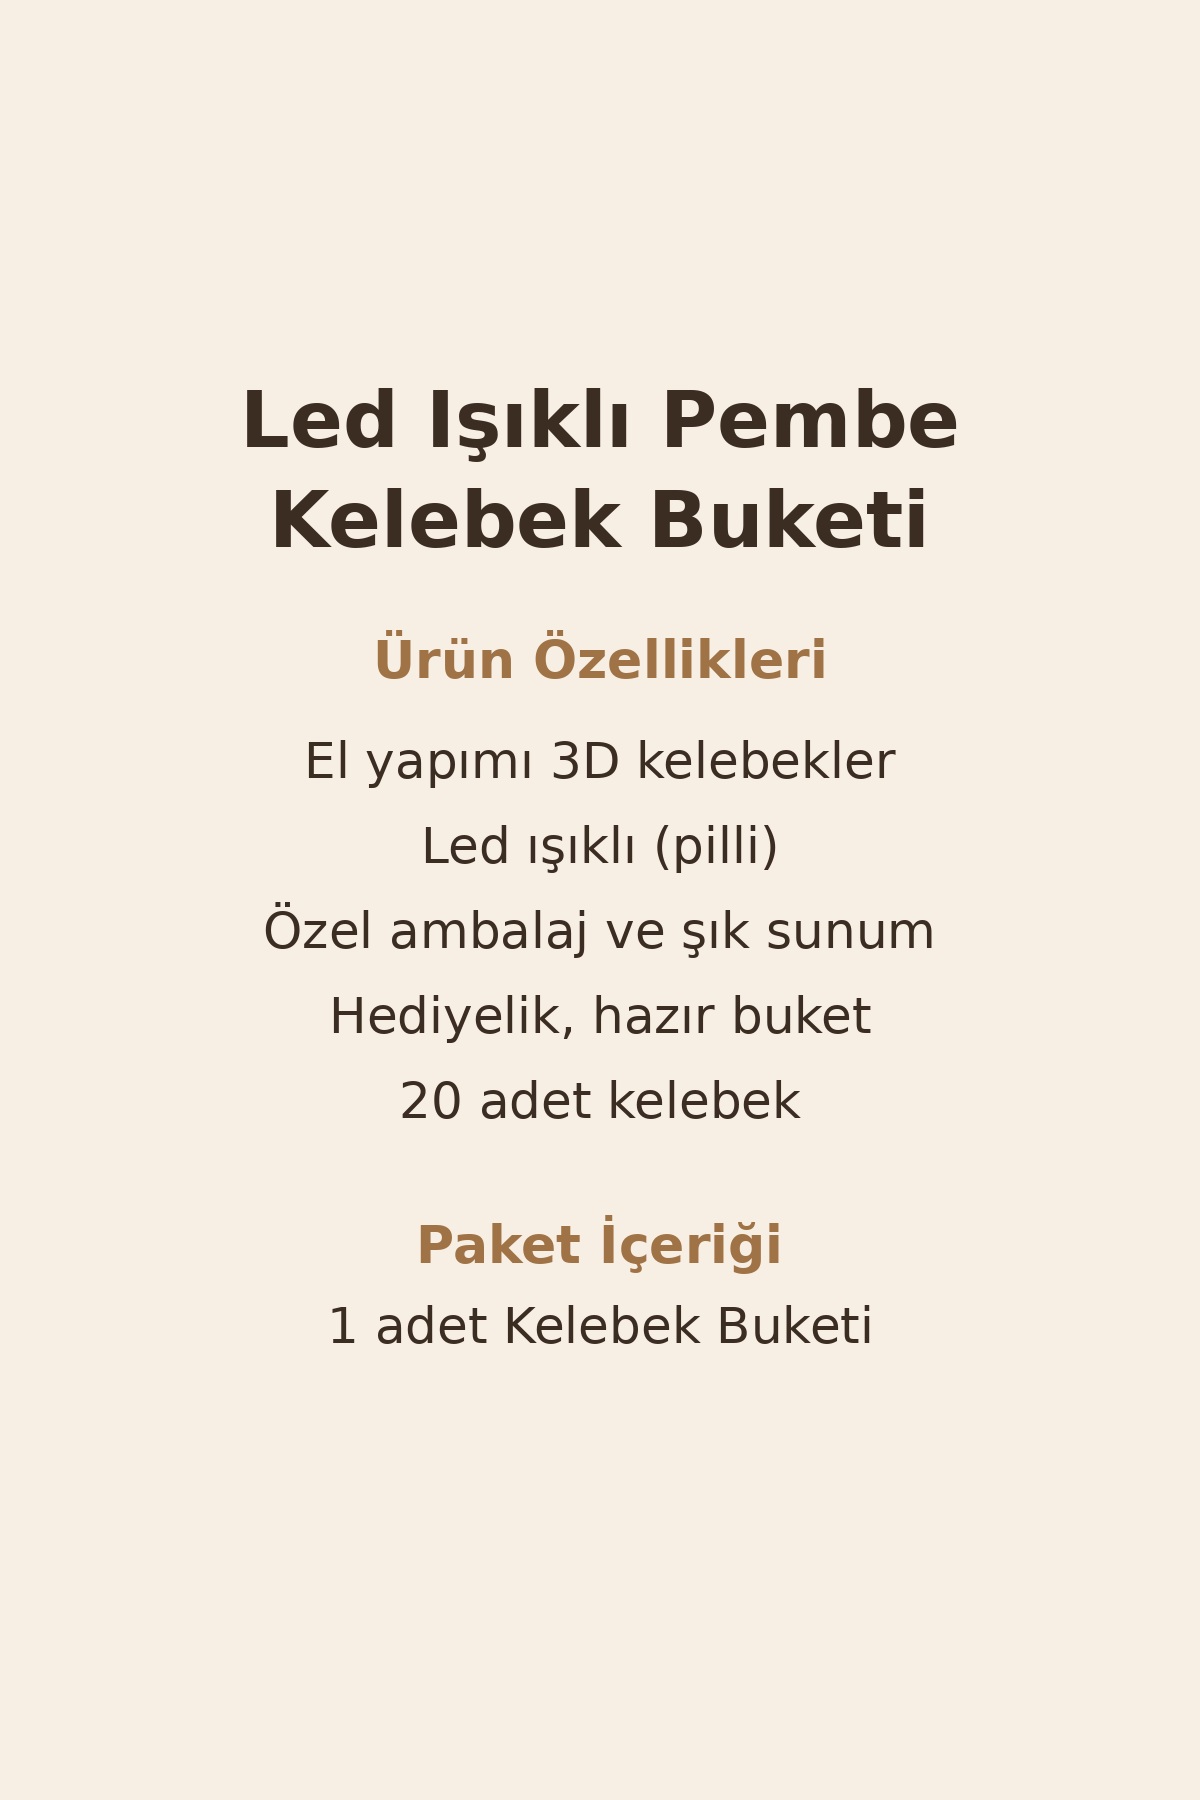 Led Işıklı Pembe
Kelebek Buketi
Ürün Özellikleri
El yapımı 3D kelebekler
Led ışıklı (pilli)
Özel ambalaj ve şık sunum
Hediyelik, hazır buket
20 adet kelebek
Paket İçeriği
1 adet Kelebek Buketi